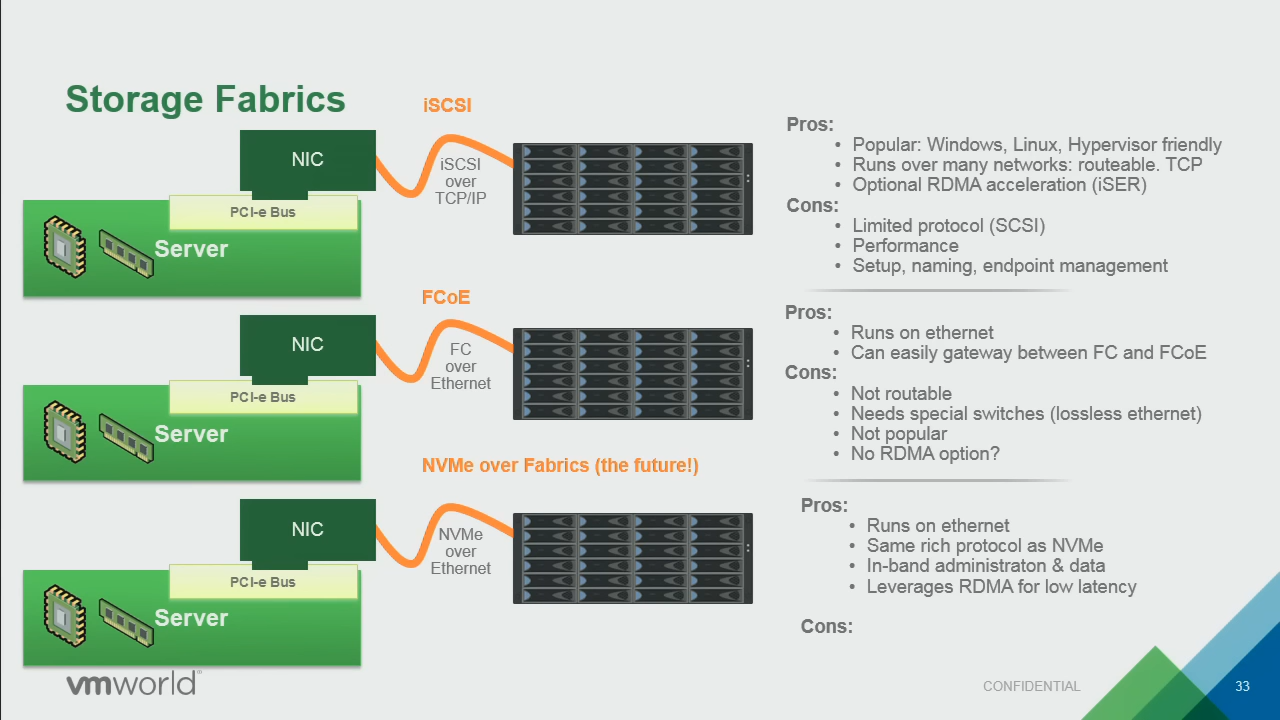 Storage Fabrics
iSCSI
NIC
iSCSI
over
TCP/IP
PCI-e Bus
Server
Pros:
• Popular: Windows, Linux, Hypervisor friendly
• Runs over many networks: routeable. TCP
• Optional RDMA acceleration (iSER)
Cons:
• Limited protocol (SCSI)
• Performance
• Setup, naming, endpoint management
FCoE
NIC
FC
over
Ethernet
PCI-e Bus
Server
Pros:
• Runs on ethernet
• Can easily gateway between FC and FCoE
Cons:
• Not routable
• Needs special switches (lossless ethernet)
• Not popular
• No RDMA option?
NVMe over Fabrics (the future!)
NIC
NVMe
over
Ethernet
PCI-e Bus
Server
Pros:
• Runs on ethernet
• Same rich protocol as NVMe
• In-band administraton & data
• Leverages RDMA for low latency
Cons:
vmworld
CONFIDENTIAL
33